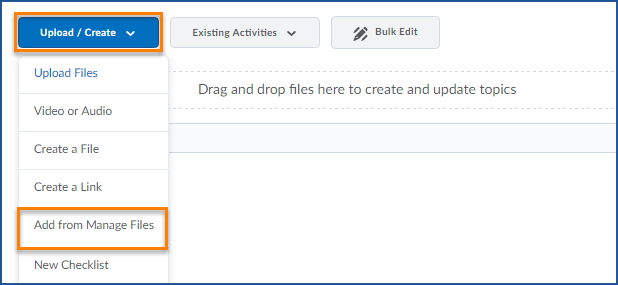 Upload / Create
Existing Activities
Bulk Edit
Upload Files
Drag and drop files here to create and update topics
Video or Audio
Create a File
Create a Link
Add from Manage Files
New Checklist